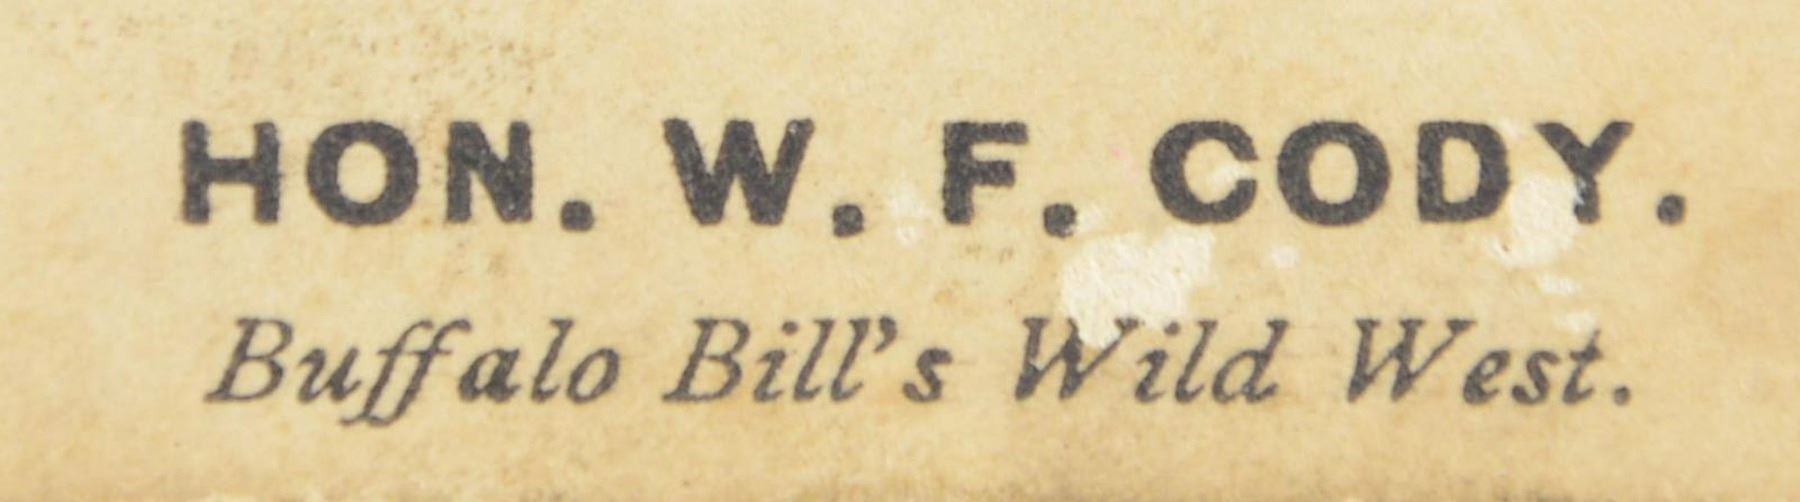 HON. W. F. CODY.
Buffalo Bill's Wild West.